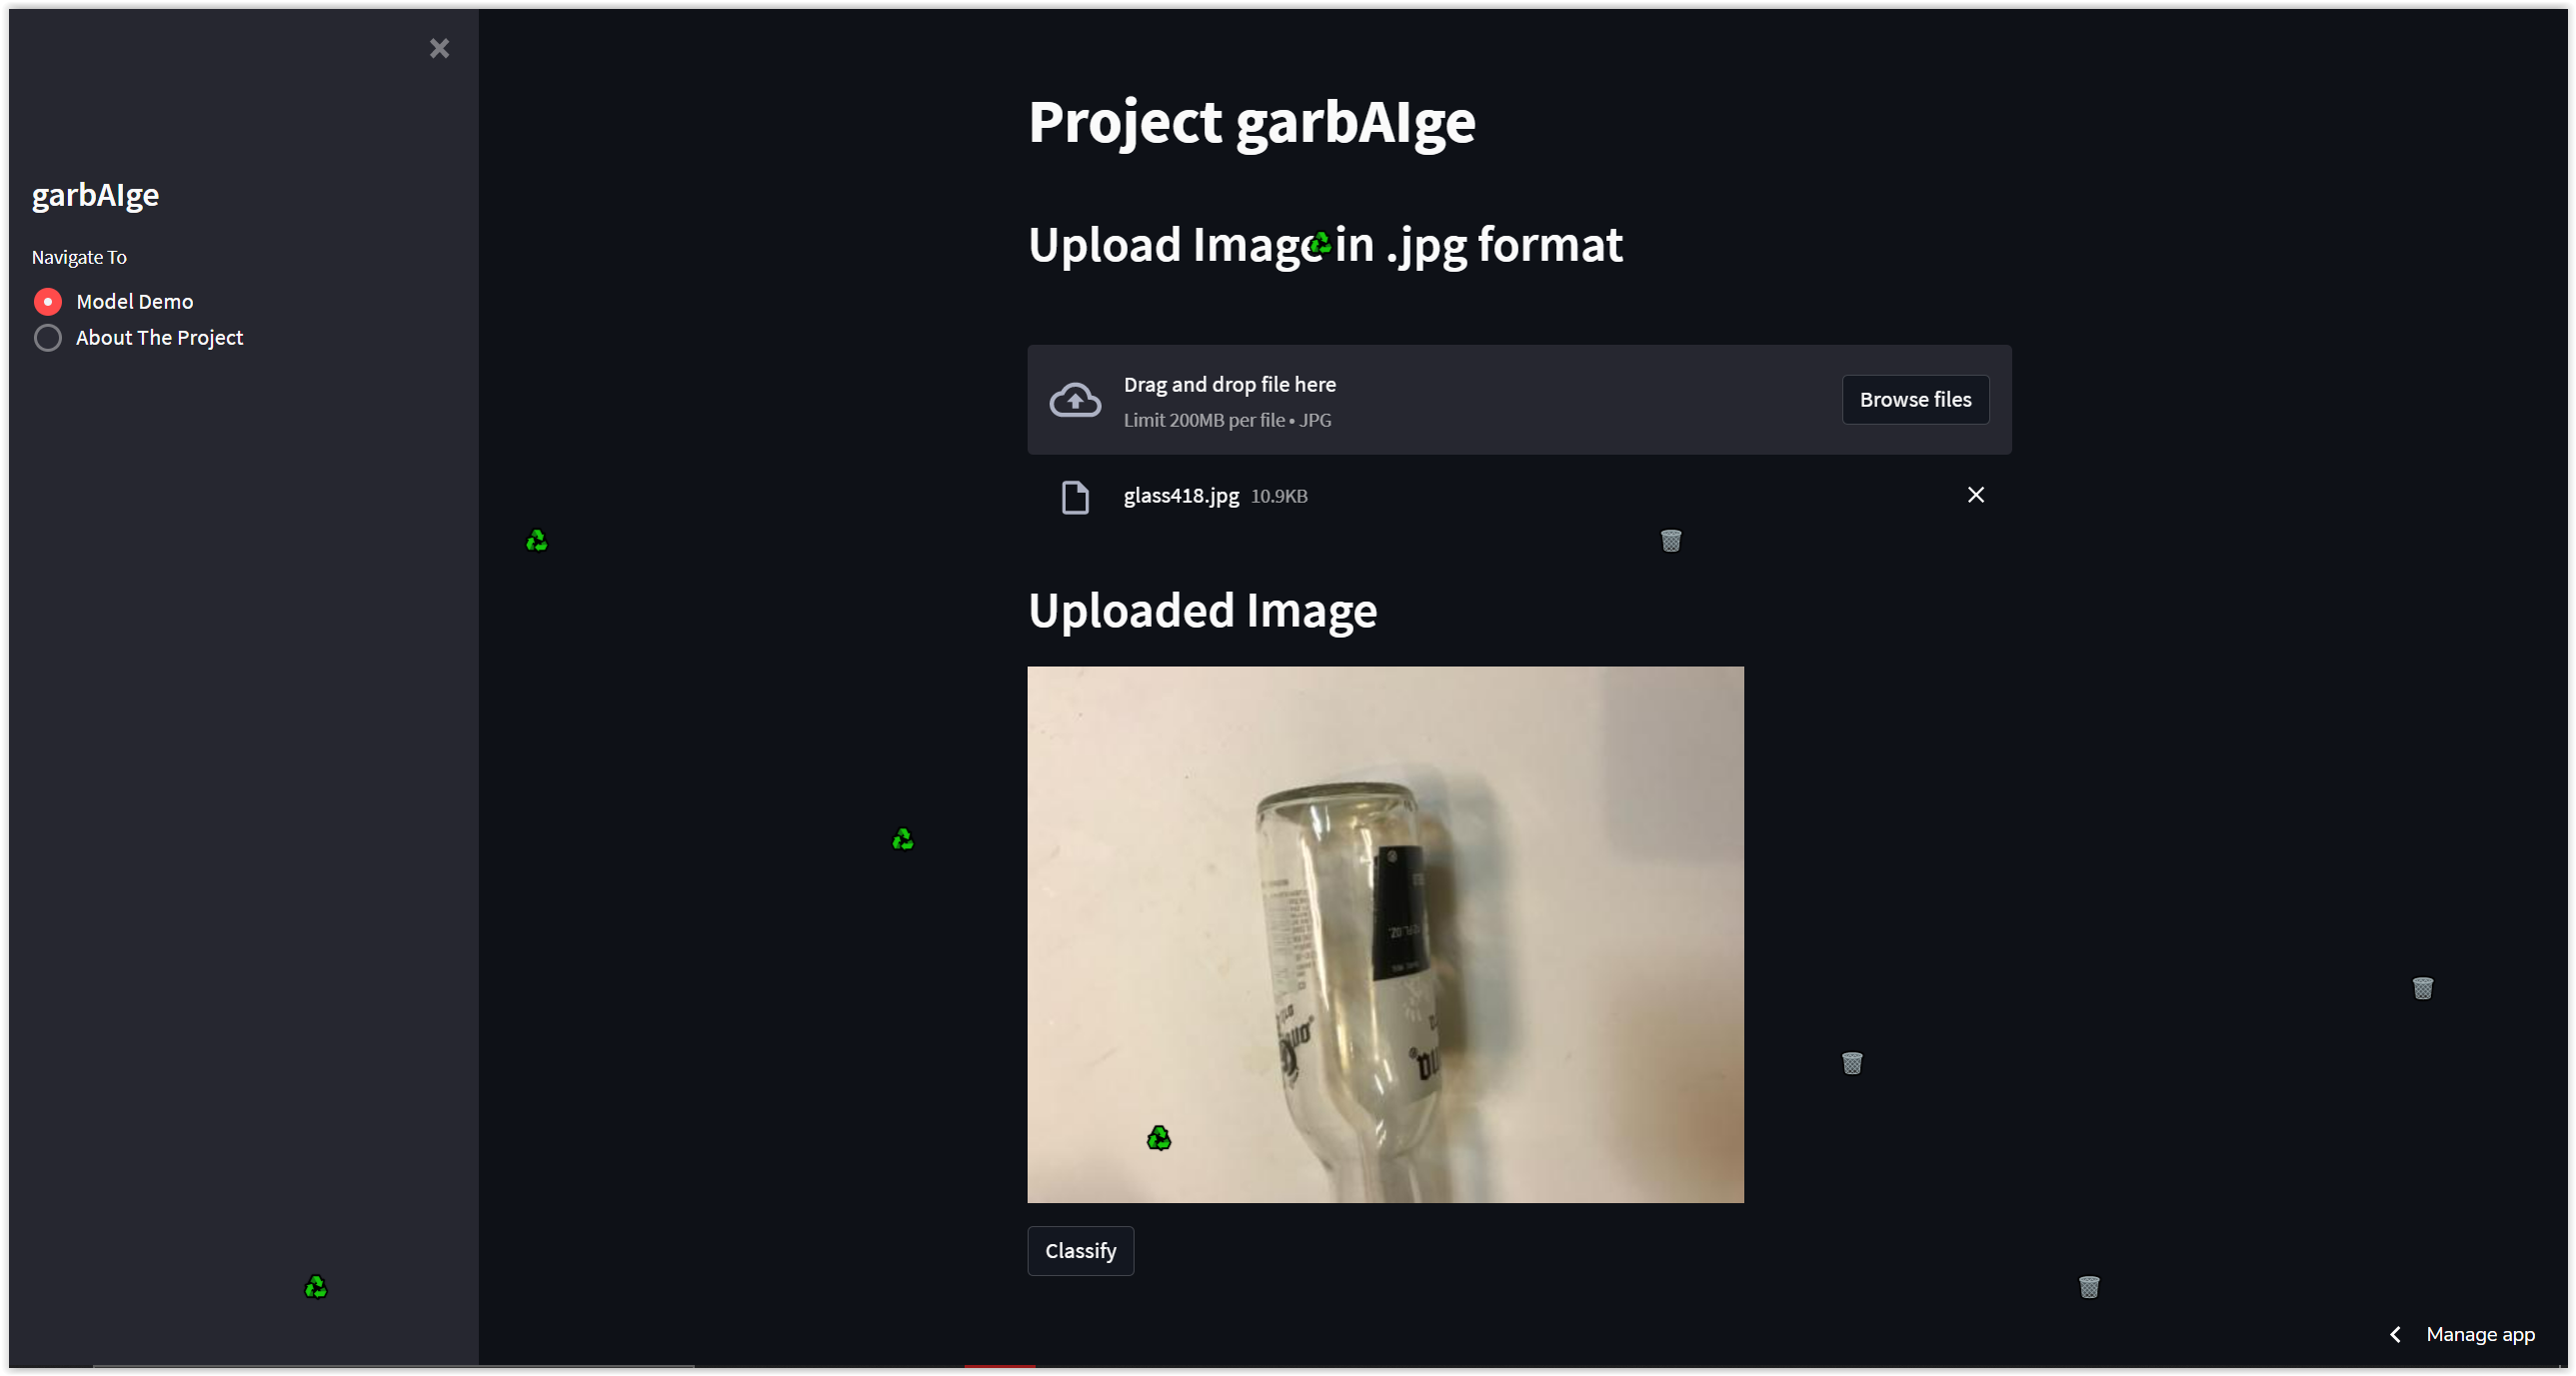 garbAIge
Navigate To
Model Demo
About The Project
Project garbAIge
Upload Image in .jpg format
Drag and drop file here
Limit 200MB per file • JPG
Browse files
glass418.jpg 10.9KB
Uploaded Image
Classify
Manage app